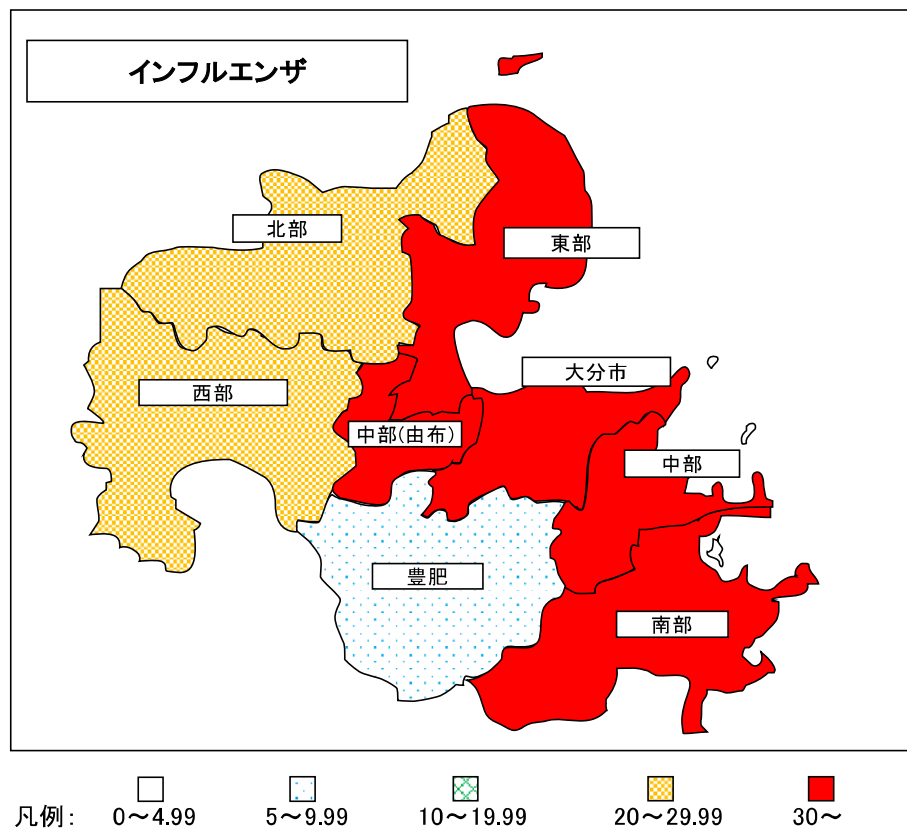 インフルエンザ
北部
東部
大分市
西部
中部(由布)
中部
豊肥
南部
凡例: 0～4.99 5～9.99 10～19.99 20～29.99 30～